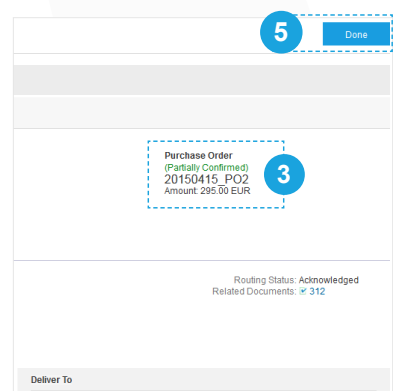 5
Done
Purchase Order
(Partially Confirmed)
20150415_PO2
Amount: 295.00 EUR
3
Routing Status: Acknowledged
Related Documents: 312
Deliver To